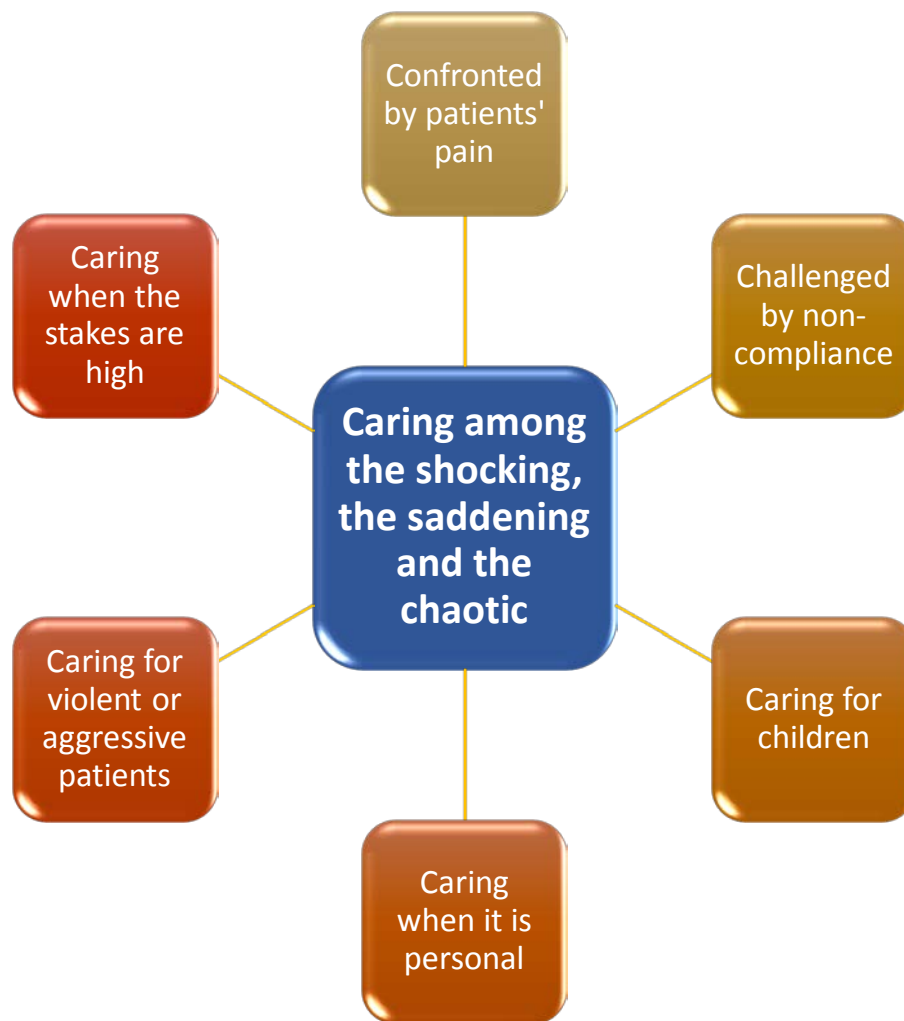 Confronted
by patients'
pain
Caring
when the
stakes are
high
Challenged
by non-
compliance
Caring among
the shocking,
the saddening
and the
chaotic
Caring for
violent or
aggressive
patients
Caring for
children
Caring
when it is
personal